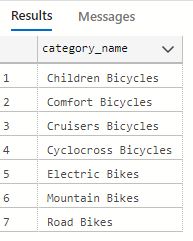 Results Messages
category_name
1 Children Bicycles
2 Comfort Bicycles
3 Cruisers Bicycles
4 Cyclocross Bicycles
5 Electric Bikes
6 Mountain Bikes
7 Road Bikes